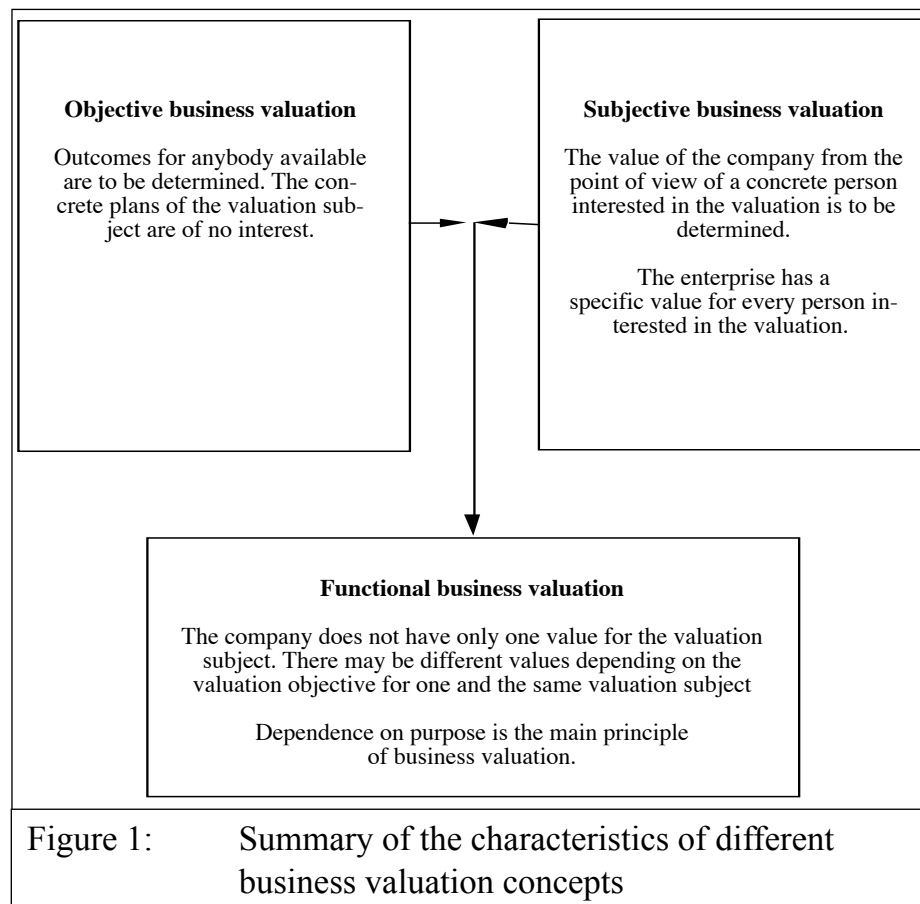 Objective business valuation
Outcomes for anybody available
are to be determined. The con-
crete plans of the valuation sub-
ject are of no interest.
Subjective business valuation
The value of the company from the
point of view of a concrete person
interested in the valuation is to be
determined.
The enterprise has a
specific value for every person in-
terested in the valuation.
Functional business valuation
The company does not have only one value for the valuation
subject. There may be different values depending on the
valuation objective for one and the same valuation subject
Dependence on purpose is the main principle
of business valuation.
Figure 1: Summary of the characteristics of different
business valuation concepts